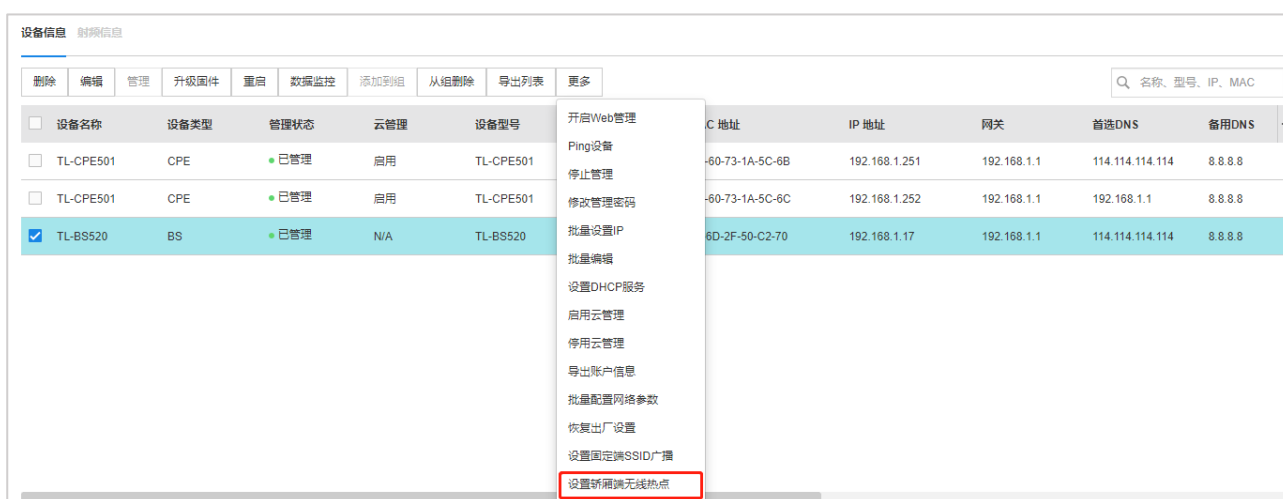 设备信息 射频信息
删除 编辑 管理 升级固件 重启 数据监控 添加到组 从组删除 导出列表 更多 名称、型号、IP、MAC
设备名称 设备类型 管理状态 云管理 设备型号 .C 地址 IP 地址 网关 首选DNS 备用DNS
TL-CPE501 CPE 已管理 启用 TL-CPE501 -60-73-1A-5C-6B 192.168.1.251 192.168.1.1 114.114.114.114 8.8.8.8
TL-CPE501 CPE 已管理 启用 TL-CPE501 -60-73-1A-5C-6C 192.168.1.252 192.168.1.1 192.168.1.1 8.8.8.8
TL-BS520 BS 已管理 N/A TL-BS520 6D-2F-50-C2-70 192.168.1.17 192.168.1.1 114.114.114.114 8.8.8.8
开启Web管理
Ping设备
停止管理
修改管理密码
批量设置IP
批量编辑
设置DHCP服务
启用云管理
停用云管理
导出账户信息
批量配置网络参数
恢复出厂设置
设置固定端SSID广播
设置轿厢端无线热点